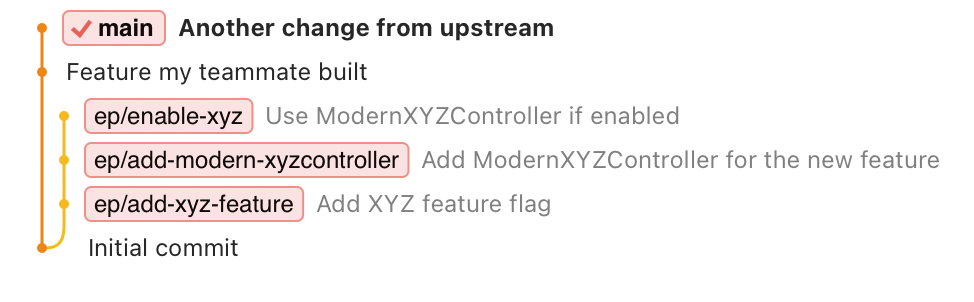 main Another change from upstream
Feature my teammate built
ep/enable-xyz Use ModernXYZController if enabled
ep/add-modern-xyzcontroller Add ModernXYZController for the new feature
ep/add-xyz-feature Add XYZ feature flag
Initial commit